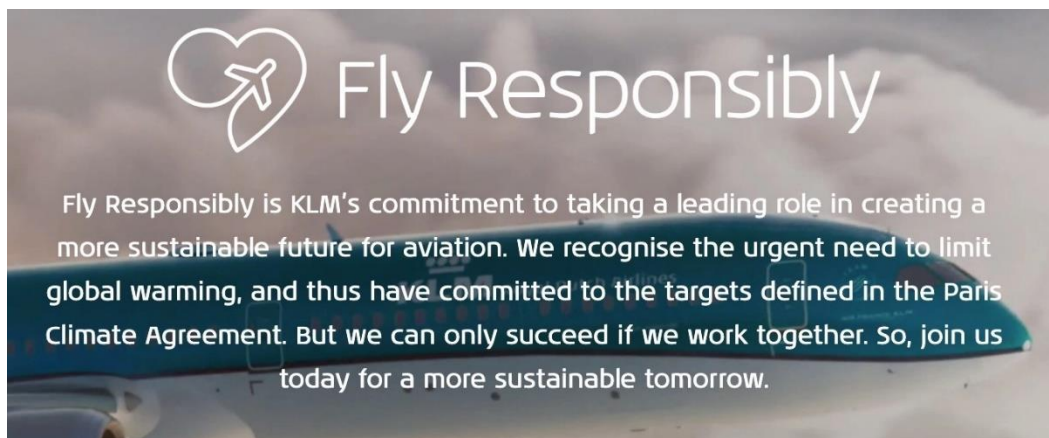 Fly Responsibly
Fly Responsibly is KLM's commitment to taking a leading role in creating a
more sustainable future for aviation. We recognise the urgent need to limit
global warming, and thus have committed to the targets defined in the Paris
Climate Agreement. But we can only succeed if we work together. So, join us
today for a more sustainable tomorrow.
KLM